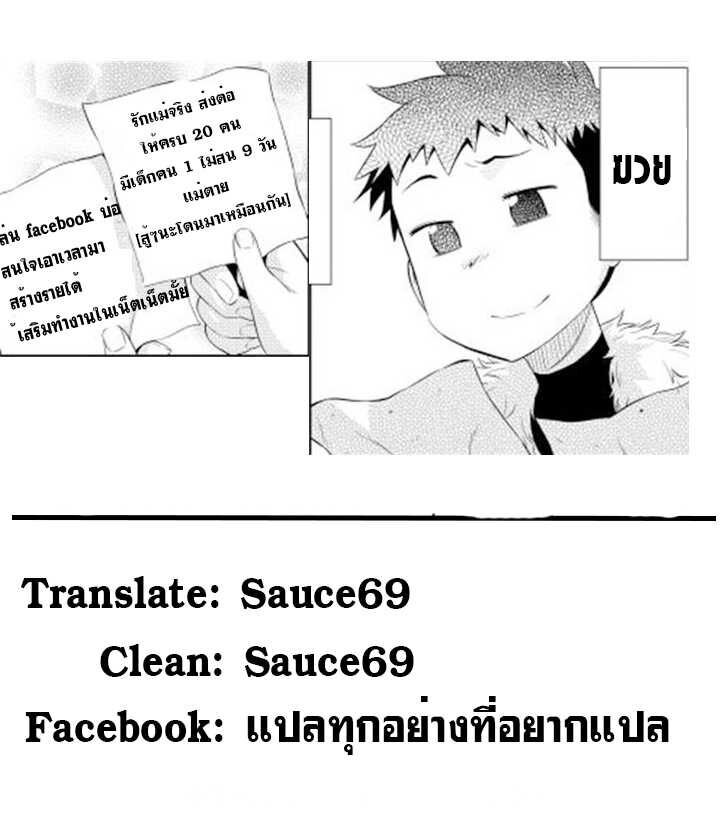 รักแม่จริง ส่งต่อ
ให้ครบ 20 คน
มีเด็กคน 1 ไม่สน 9 วัน
แม่ตาย
[สู้ๆนะโดนมาเหมือนกัน]
ล่น facebook บ่อ
สนใจเอาเวลามา
สร้างรายได้
เสริมทำงานในเน็ตเน็ตมั้ย
ฆวย
Translate: Sauce69
Clean: Sauce69
Facebook: แปลทุกอย่างที่อยากแปล